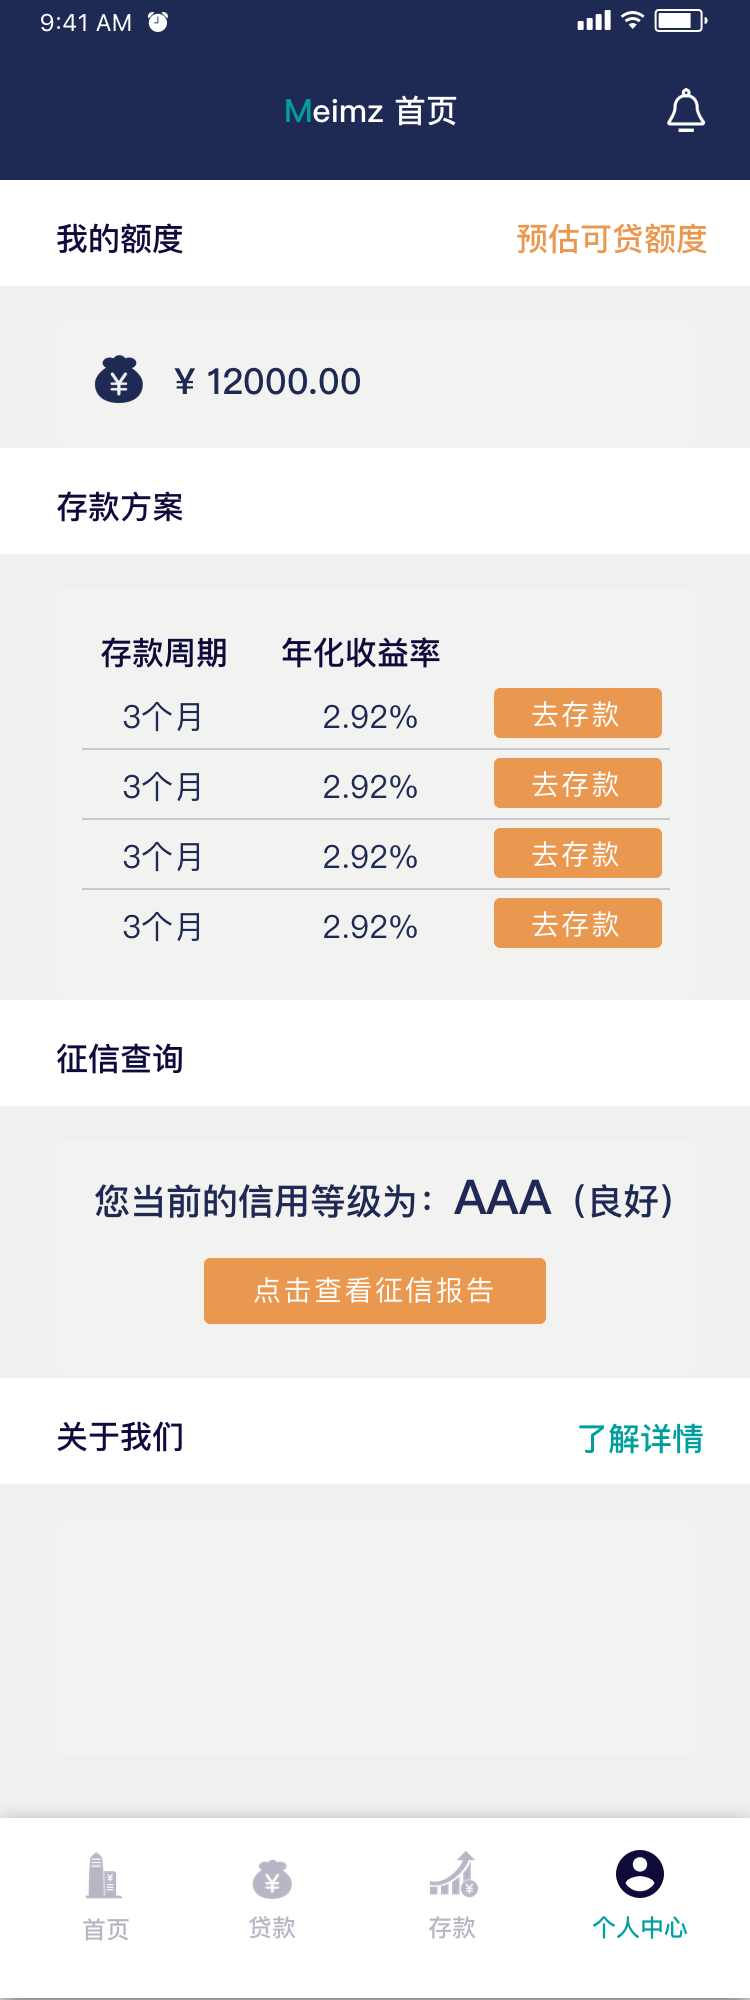 9:41 AM
Meimz 首页
我的额度
预估可贷额度
¥ 12000.00
存款方案
存款周期 年化收益率
3个月 2.92% 去存款
3个月 2.92% 去存款
3个月 2.92% 去存款
3个月 2.92% 去存款
征信查询
您当前的信用等级为：AAA（良好）
点击查看征信报告
关于我们
了解详情
首页 贷款 存款 个人中心